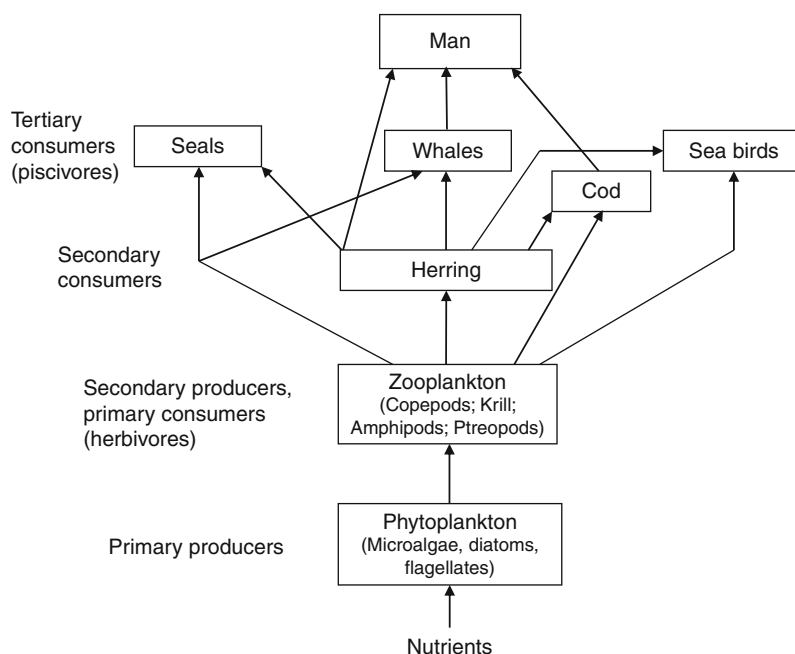 Man
Tertiary
consumers
(piscivores)
Seals
Whales
Sea birds
Cod
Secondary
consumers
Herring
Secondary producers,
primary consumers
(herbivores)
Zooplankton
(Copepods; Krill;
Amphipods; Ptreopods)
Primary producers
Phytoplankton
(Microalgae, diatoms,
flagellates)
Nutrients